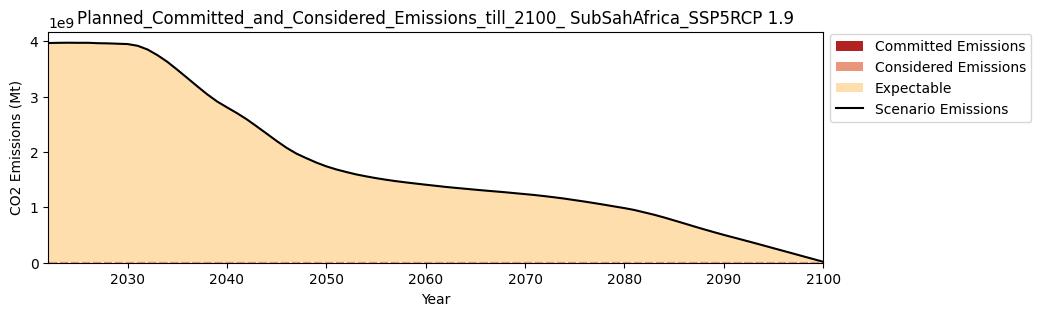 Planned_Committed_and_Considered_Emissions_till_2100_ SubSahAfrica_SSP5RCP 1.9
1e9
4
3
2
1
0
CO2 Emissions (Mt)
2030 2040 2050 2060 2070 2080 2090 2100
Year
Committed Emissions
Considered Emissions
Expectable
Scenario Emissions